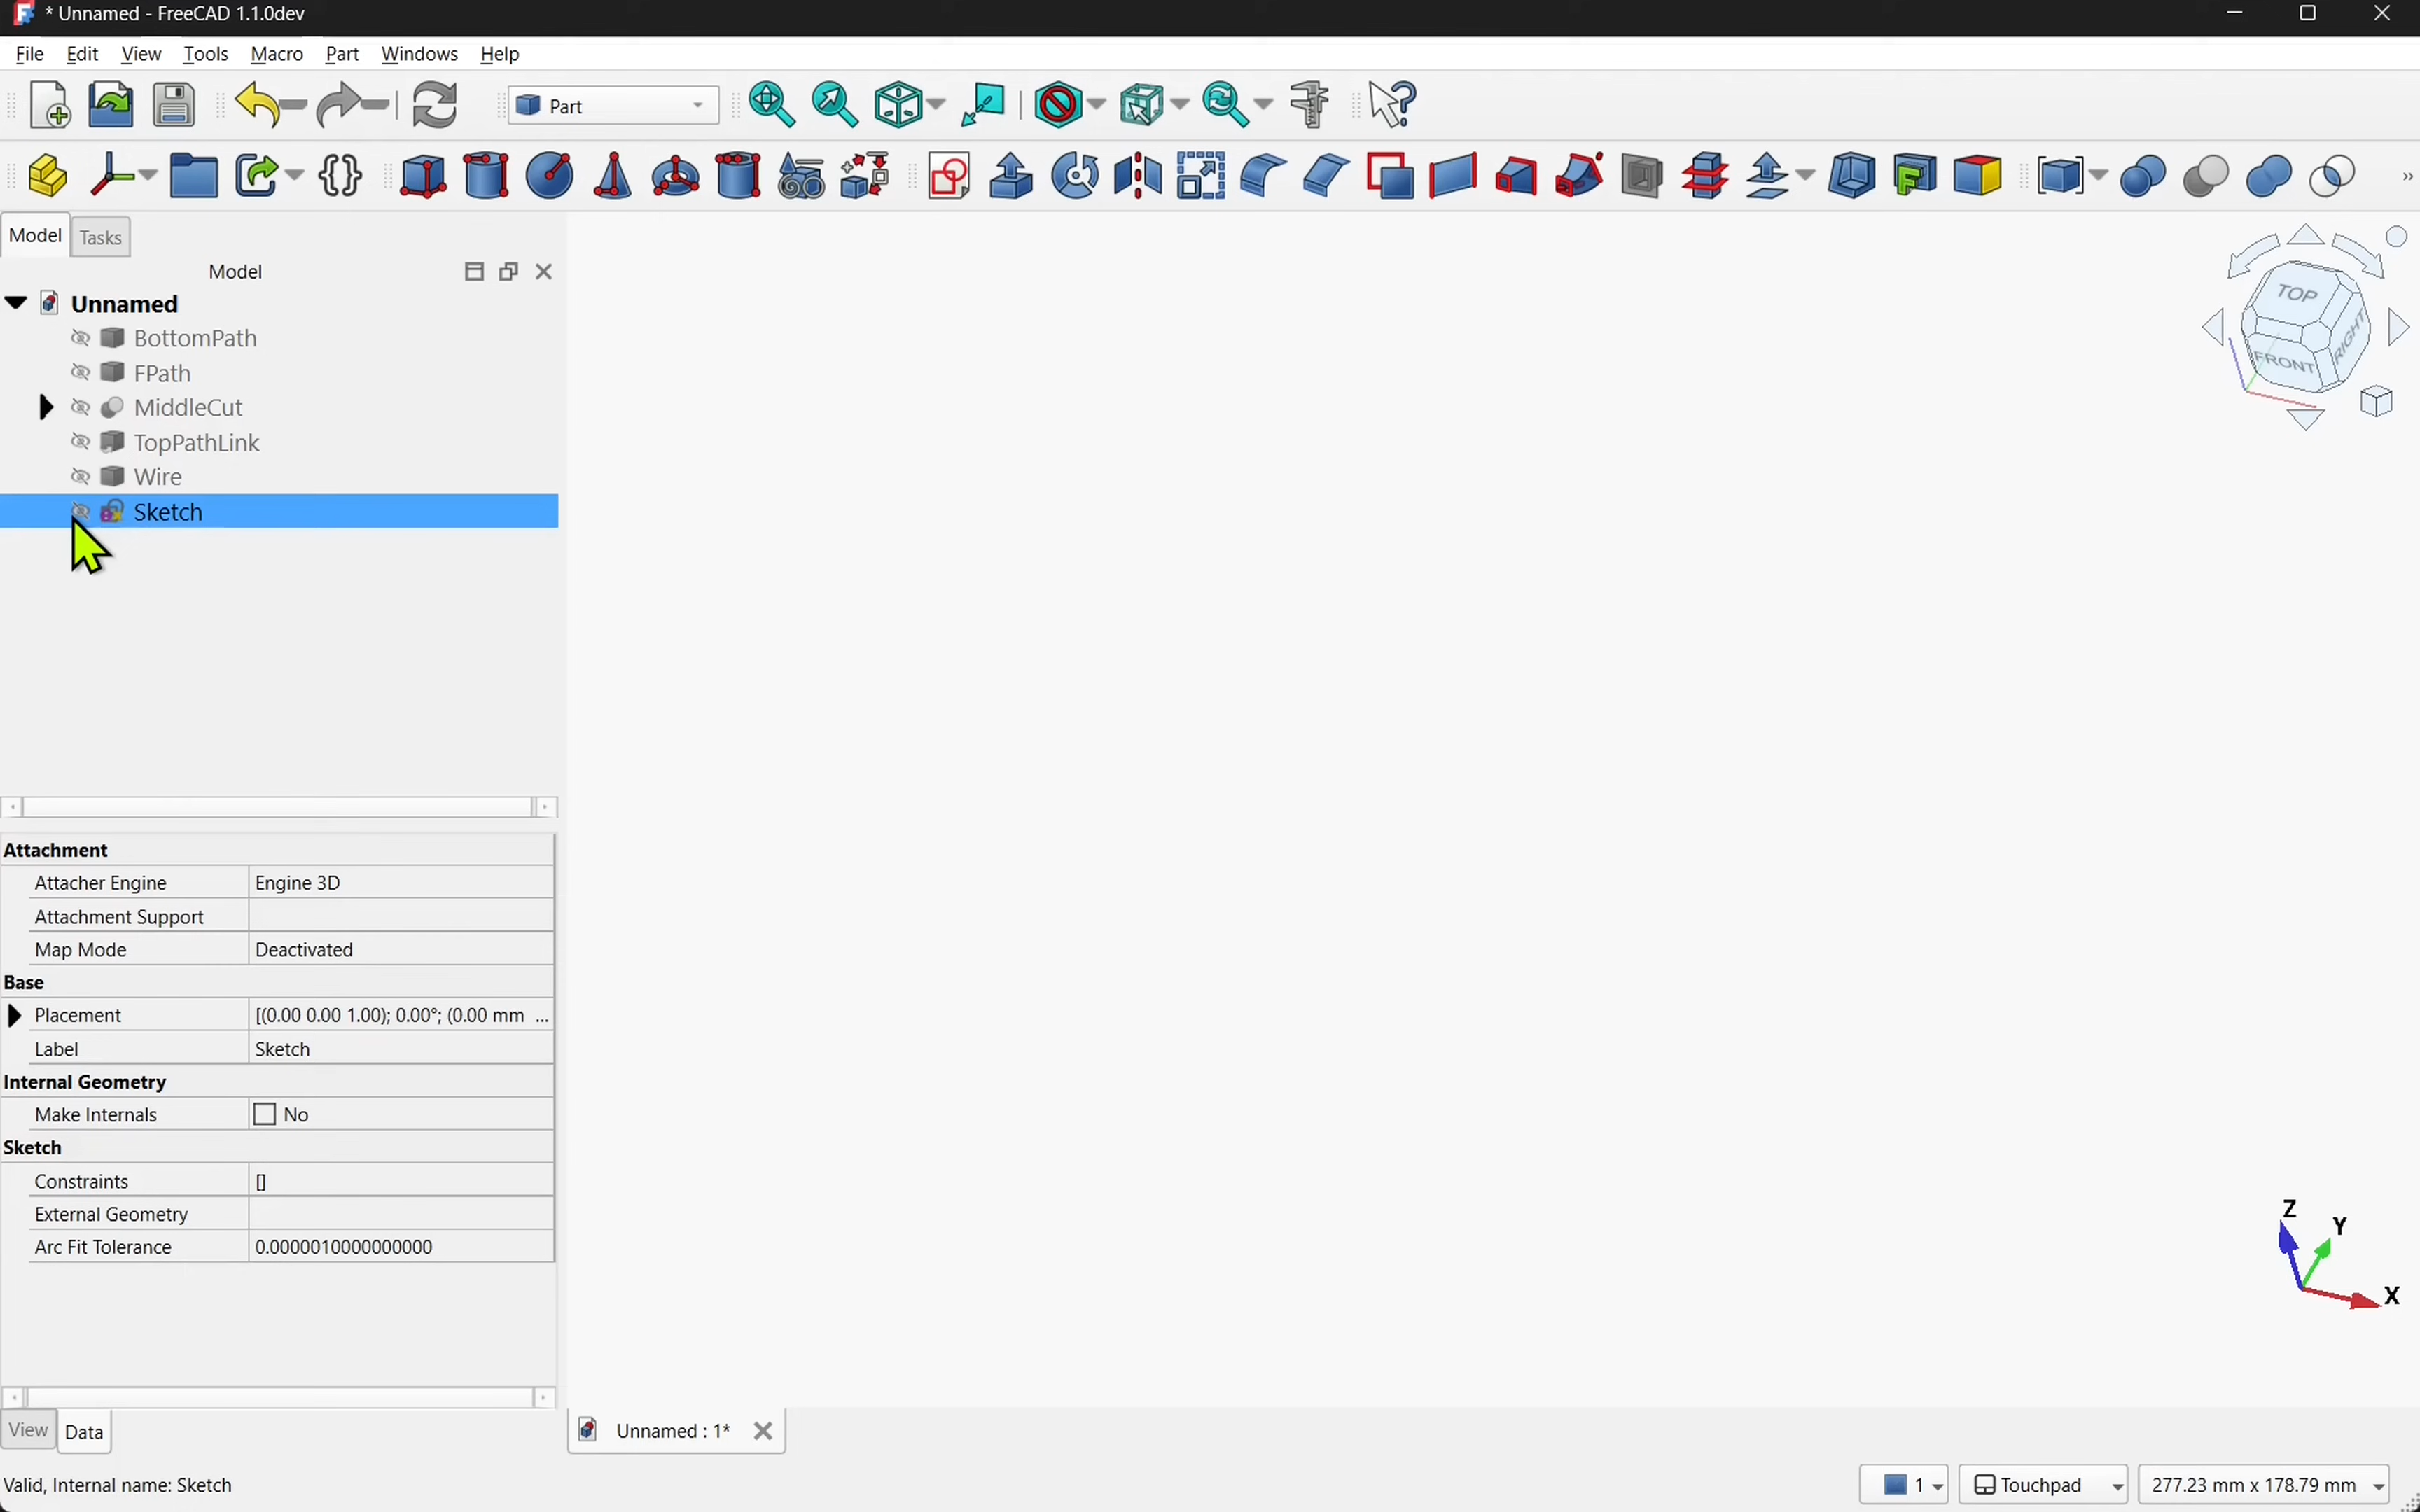 * Unnamed - FreeCAD 1.1.0dev
File Edit View Tools Macro Part Windows Help
Part
Model Tasks
Model
Unnamed
BottomPath
FPath
MiddleCut
TopPathLink
Wire
Sketch
TOP
FRONT
RIGHT
Attachment
Attacher Engine Engine 3D
Attachment Support
Map Mode Deactivated
Base
Placement [(0.00 0.00 1.00); 0.00°; (0.00 mm ...
Label Sketch
Internal Geometry
Make Internals No
Sketch
Constraints []
External Geometry
Arc Fit Tolerance 0.0000010000000000
Z
Y
X
View Data
Unnamed : 1*
Valid, Internal name: Sketch
1 Touchpad 277.23 mm x 178.79 mm